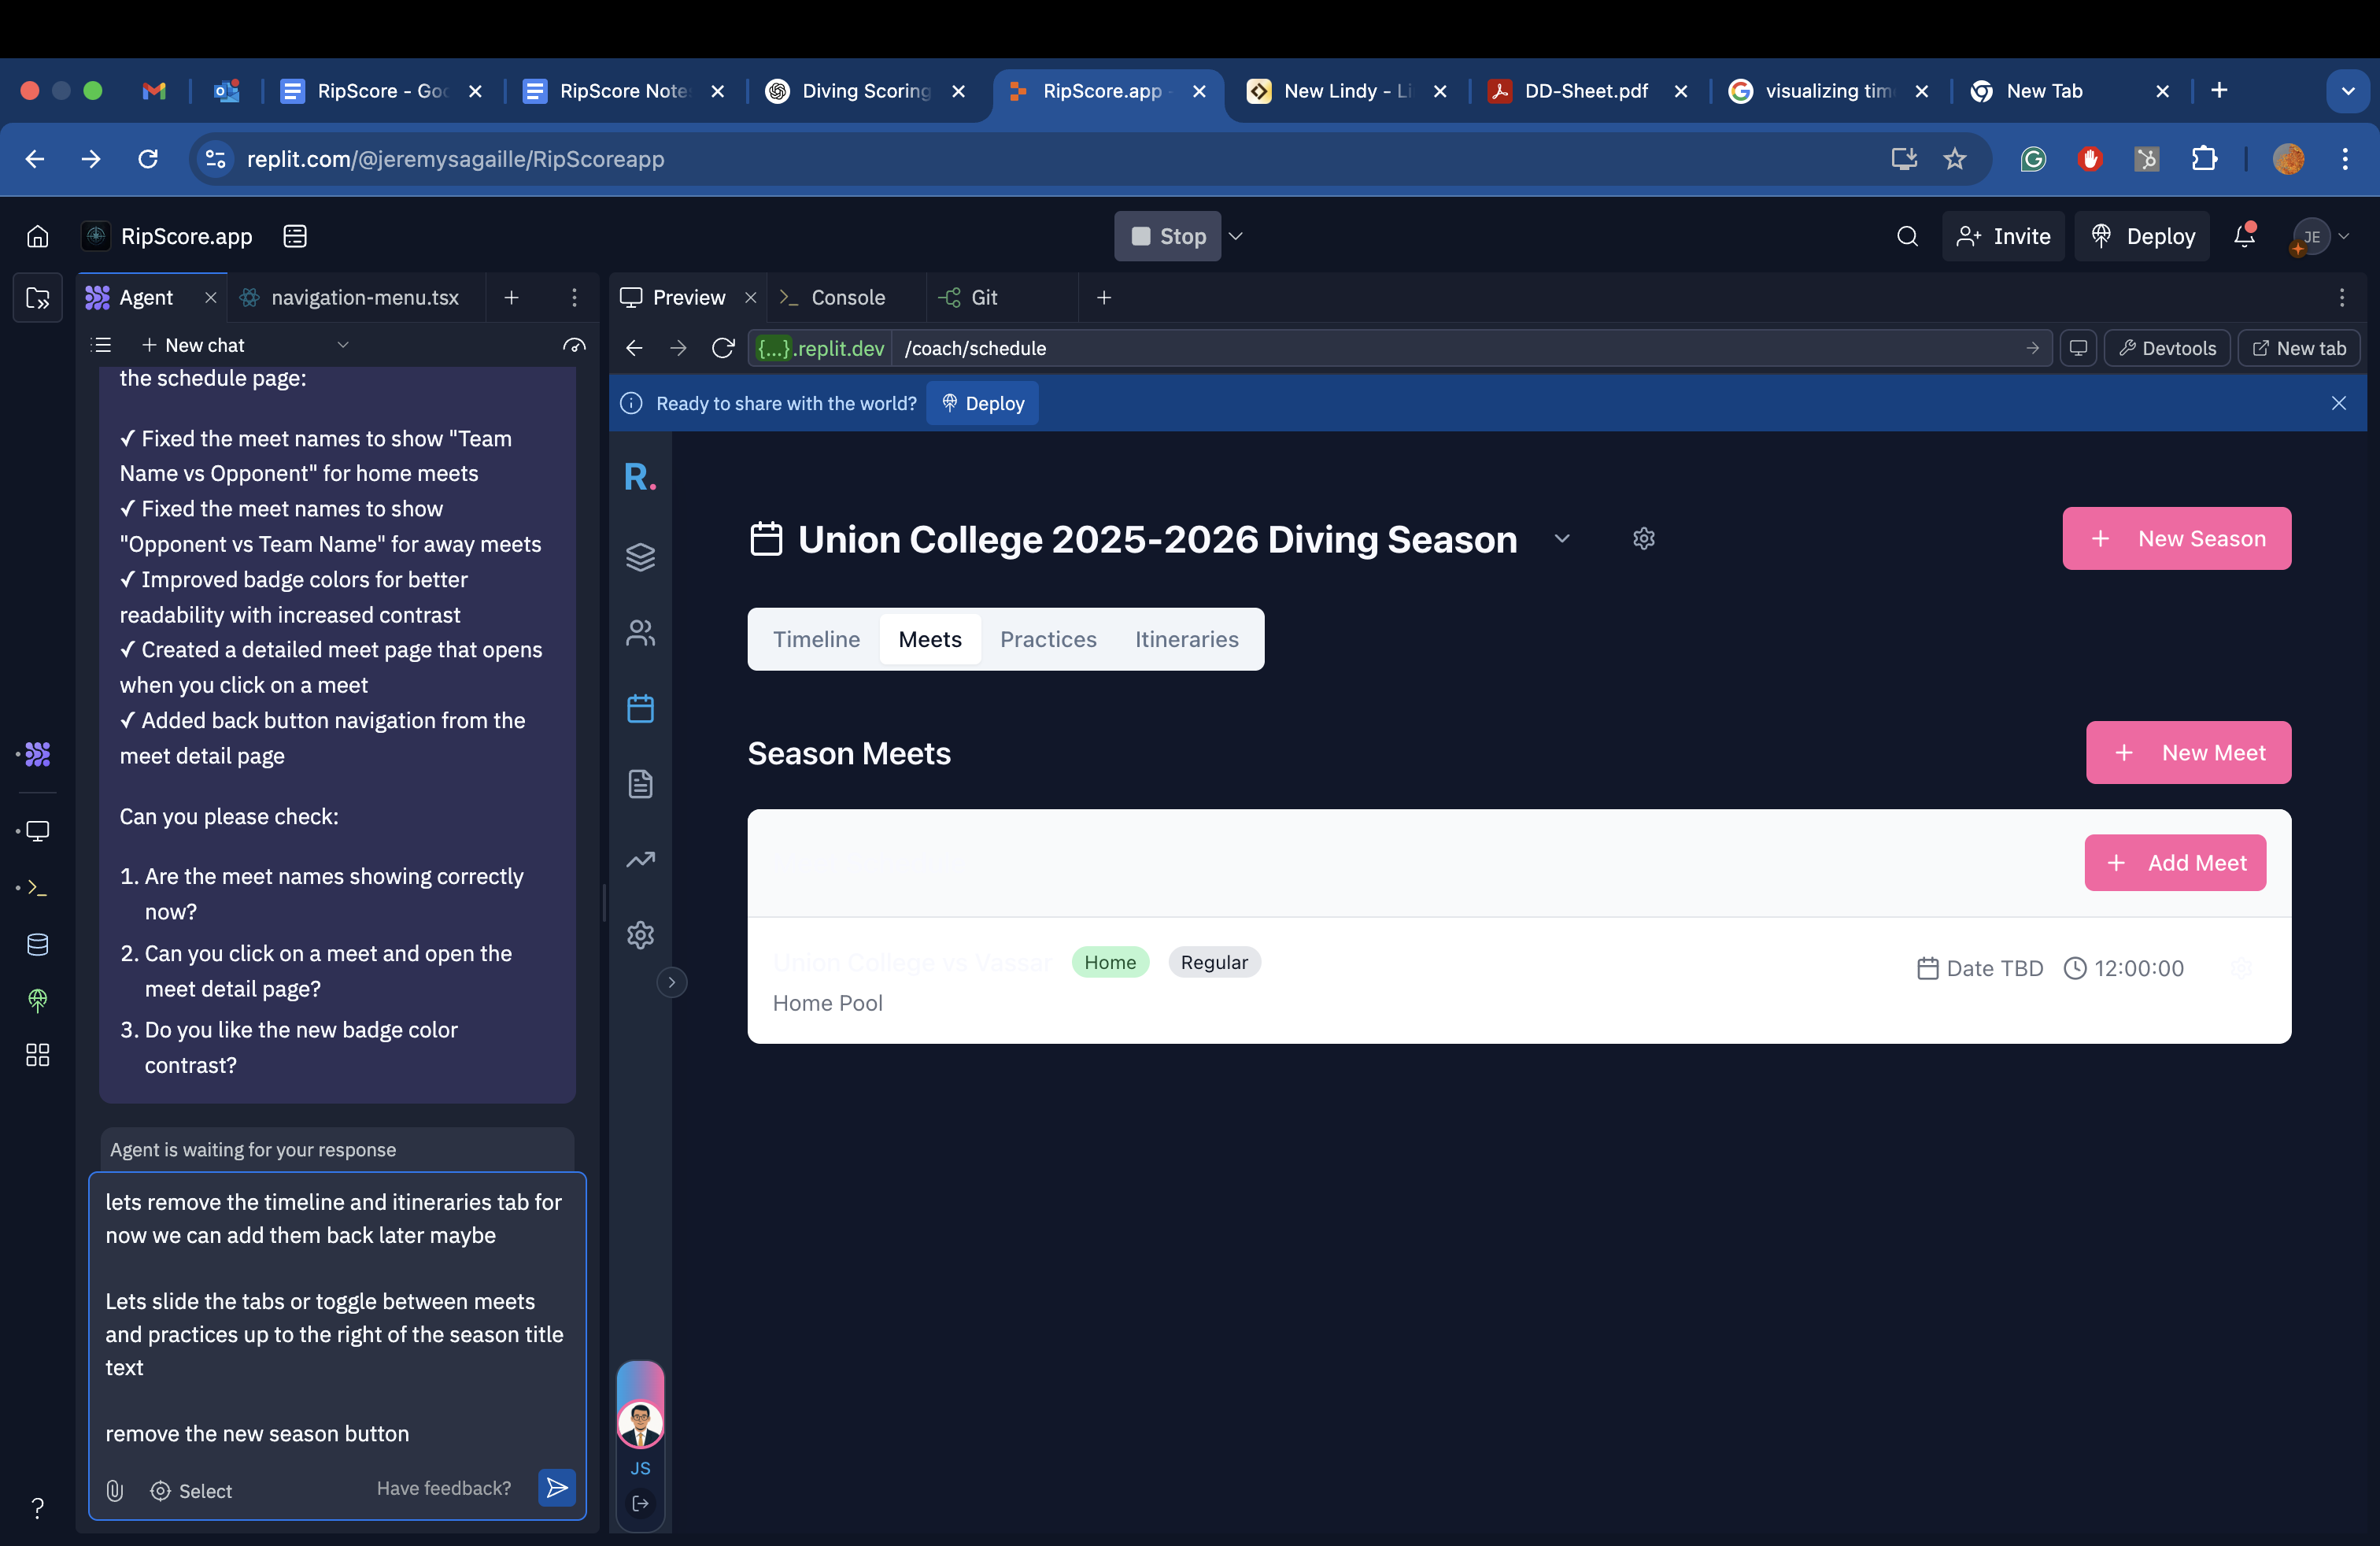 RipScore - Goo
RipScore Note
Diving Scoring
RipScore.app
New Lindy - Li
DD-Sheet.pdf
visualizing tim
New Tab
replit.com/@jeremysagaille/RipScoreapp
RipScore.app
Stop
Invite
Deploy
JE
Agent
navigation-menu.tsx
Preview
Console
Git
New chat
{...}.replit.dev
/coach/schedule
Devtools
New tab
Ready to share with the world?
Deploy
the schedule page:
✓ Fixed the meet names to show "Team
Name vs Opponent" for home meets
✓ Fixed the meet names to show
"Opponent vs Team Name" for away meets
✓ Improved badge colors for better
readability with increased contrast
✓ Created a detailed meet page that opens
when you click on a meet
✓ Added back button navigation from the
meet detail page
Can you please check:
1. Are the meet names showing correctly
now?
2. Can you click on a meet and open the
meet detail page?
3. Do you like the new badge color
contrast?
Agent is waiting for your response
lets remove the timeline and itineraries tab for
now we can add them back later maybe
Lets slide the tabs or toggle between meets
and practices up to the right of the season title
text
remove the new season button
Select
Have feedback?
R.
JS
Union College 2025-2026 Diving Season
+ New Season
Timeline
Meets
Practices
Itineraries
Season Meets
+ New Meet
+ Add Meet
Union College vs Vassar
Home
Regular
Date TBD
12:00:00
Home Pool